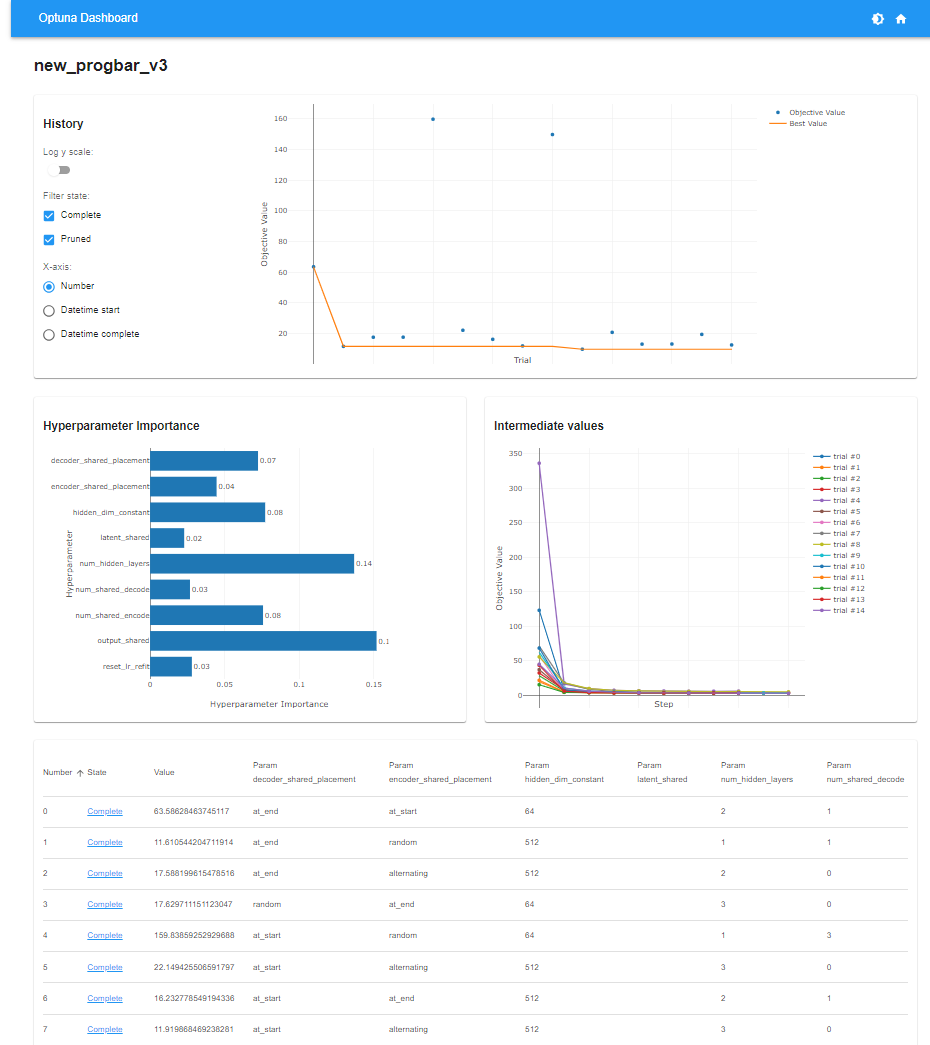 Optuna Dashboard
new_progbar_v3
History
Log y scale:
Filter state:
Complete
Pruned
X-axis:
Number
Datetime start
Datetime complete
160
140
120
100
80
60
40
20
Objective Value
Trial
Objective Value
Best Value
Hyperparameter Importance
decoder_shared_placement 0.07
encoder_shared_placement 0.04
hidden_dim_constant 0.08
latent_shared 0.02
num_hidden_layers 0.14
num_shared_decode 0.03
num_shared_encode 0.08
output_shared 0.1
reset_lr_refit 0.03
Hyperparameter
0 0.05 0.1 0.15
Hyperparameter Importance
Intermediate values
350
300
250
200
150
100
50
0
Objective Value
Step
trial #0
trial #1
trial #2
trial #3
trial #4
trial #5
trial #6
trial #7
trial #8
trial #9
trial #10
trial #11
trial #12
trial #13
trial #14
Number State Value Param decoder_shared_placement Param encoder_shared_placement Param hidden_dim_constant Param latent_shared Param num_hidden_layers Param num_shared_decode
0 Complete 63.58628463745117 at_end at_start 64 2 1
1 Complete 11.610544204711914 at_end random 512 1 1
2 Complete 17.588199615478516 at_end alternating 512 2 0
3 Complete 17.629711151123047 random at_end 64 3 0
4 Complete 159.83859252929688 at_start random 64 1 3
5 Complete 22.149425506591797 at_start alternating 512 3 0
6 Complete 16.232778549194336 at_start at_end 512 2 1
7 Complete 11.919868469238281 at_start alternating 512 3 0